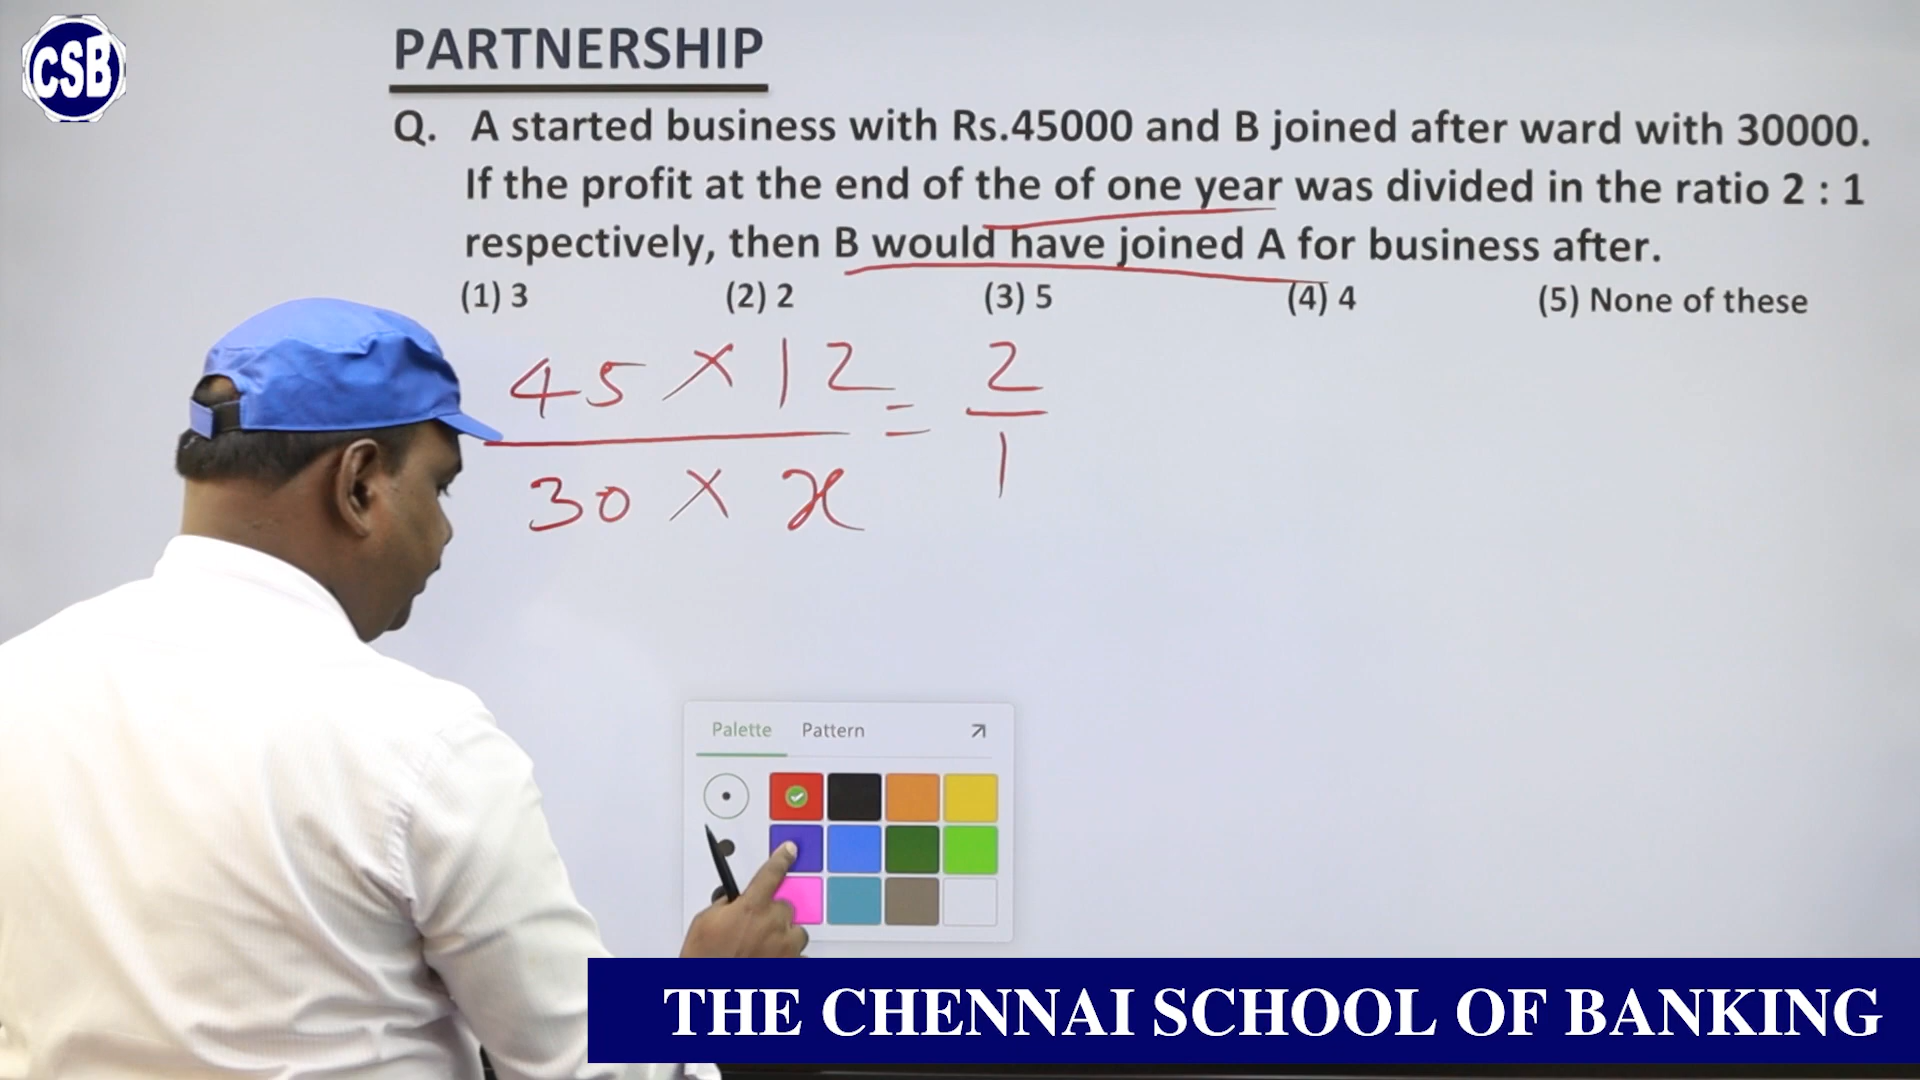 CSB
PARTNERSHIP
Q. A started business with Rs.45000 and B joined after ward with 30000.
If the profit at the end of the of one year was divided in the ratio 2 : 1
respectively, then B would have joined A for business after.
(1) 3 (2) 2 (3) 5 (4) 4 (5) None of these
45 × 12 = 2
30 × x 1
Palette Pattern
THE CHENNAI SCHOOL OF BANKING